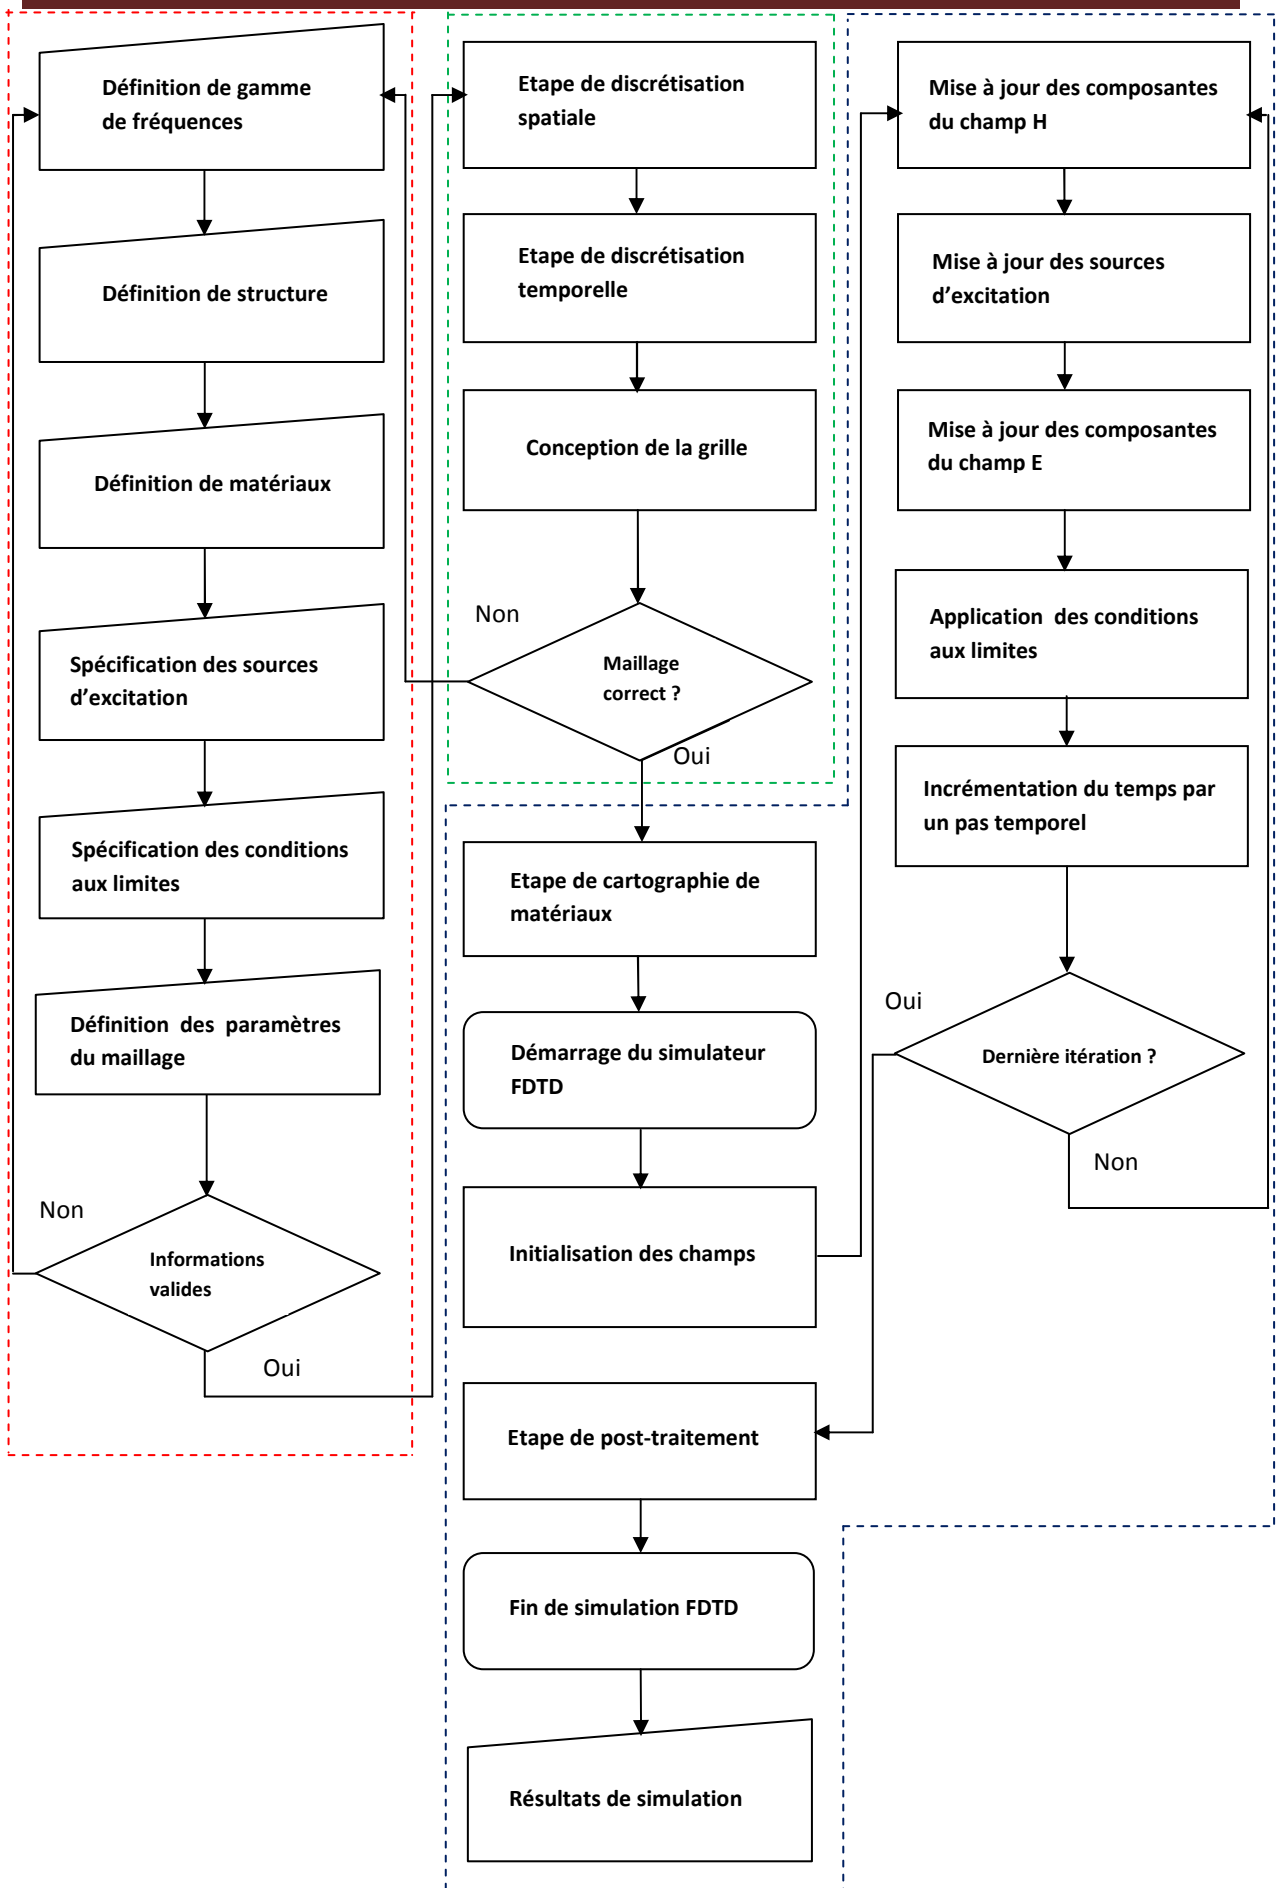 Définition de gamme
de fréquences
Définition de structure
Définition de matériaux
Spécification des sources
d'excitation
Spécification des conditions
aux limites
Définition des paramètres
du maillage
Non
Informations
valides
Oui
Etape de discrétisation
spatiale
Etape de discrétisation
temporelle
Conception de la grille
Non
Maillage
correct ?
Oui
Etape de cartographie de
matériaux
Démarrage du simulateur
FDTD
Initialisation des champs
Etape de post-traitement
Fin de simulation FDTD
Résultats de simulation
Mise à jour des composantes
du champ H
Mise à jour des sources
d'excitation
Mise à jour des composantes
du champ E
Application des conditions
aux limites
Incrémentation du temps par
un pas temporel
Oui
Dernière itération ?
Non